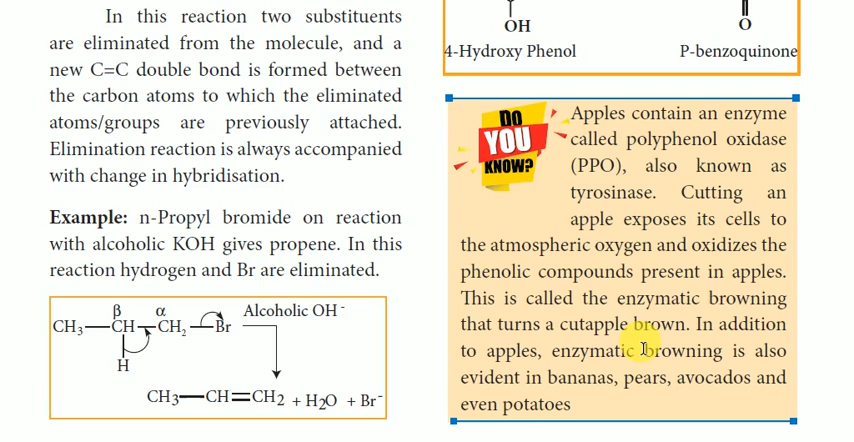 In this reaction two substituents
are eliminated from the molecule, and a
new C=C double bond is formed between
the carbon atoms to which the eliminated
atoms/groups are previously attached.
Elimination reaction is always accompanied
with change in hybridisation.
Example: n-Propyl bromide on reaction
with alcoholic KOH gives propene. In this
reaction hydrogen and Br are eliminated.
β α Alcoholic OH⁻
CH₃—CH—CH₂—Br
H
CH₃—CH=CH₂ + H₂O + Br⁻
OH O
4-Hydroxy Phenol P-benzoquinone
DO
YOU
KNOW?
Apples contain an enzyme
called polyphenol oxidase
(PPO), also known as
tyrosinase. Cutting an
apple exposes its cells to
the atmospheric oxygen and oxidizes the
phenolic compounds present in apples.
This is called the enzymatic browning
that turns a cutapple brown. In addition
to apples, enzymatic browning is also
evident in bananas, pears, avocados and
even potatoes